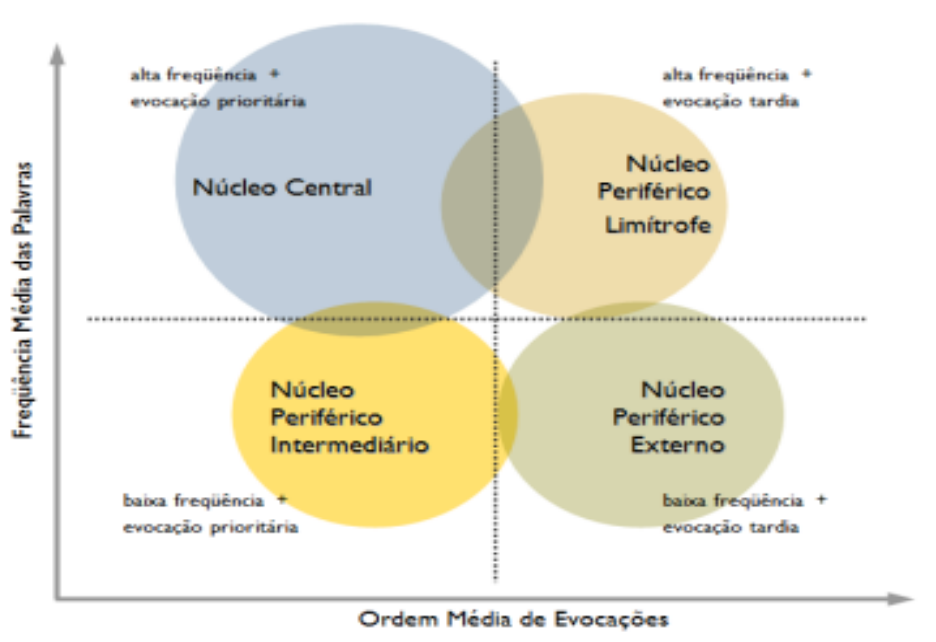 alta freqüência +
evocação prioritária
alta freqüência +
evocação tardia
Núcleo Central
Núcleo
Periférico
Limítrofe
Freqüência Média das Palavras
Núcleo
Periférico
Intermediário
Núcleo
Periférico
Externo
baixa freqüência +
evocação prioritária
baixa freqüência +
evocação tardia
Ordem Média de Evocações